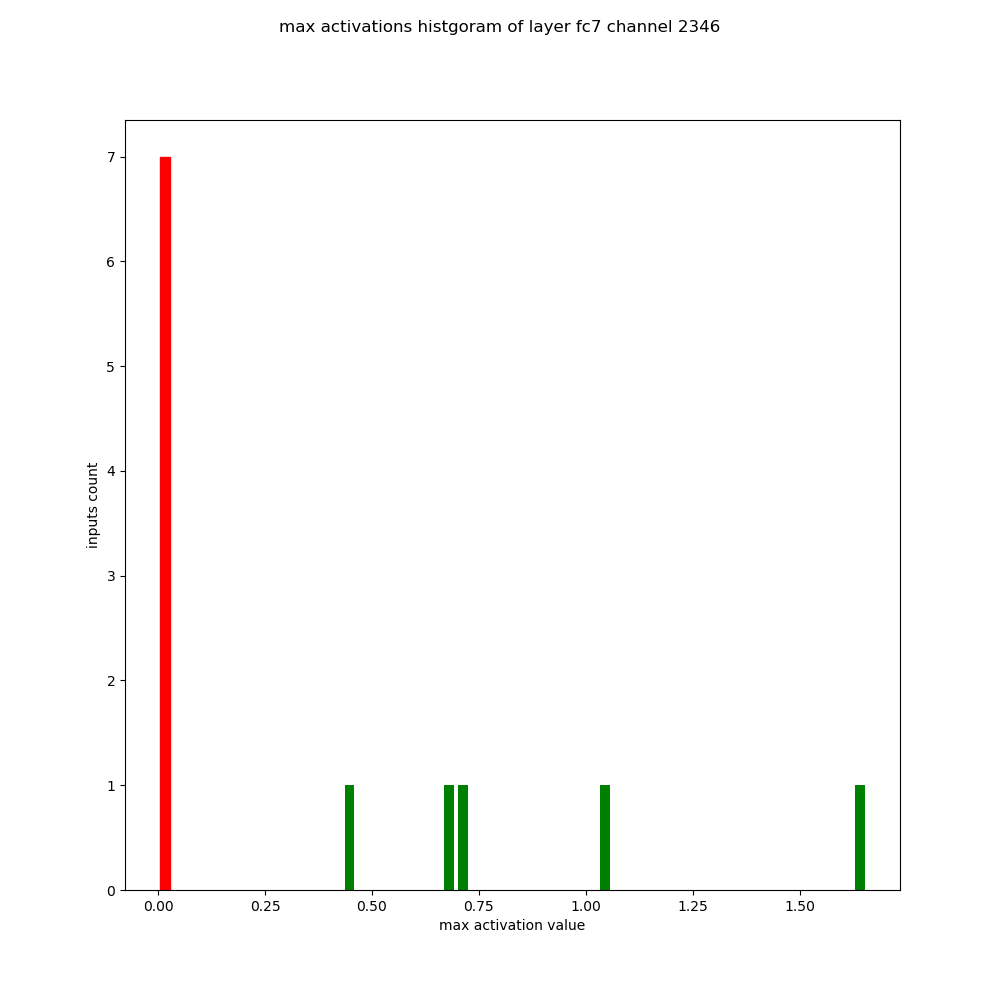 max activations histgoram of layer fc7 channel 2346
7
6
5
4
3
2
1
0
inputs count
0.00 0.25 0.50 0.75 1.00 1.25 1.50
max activation value